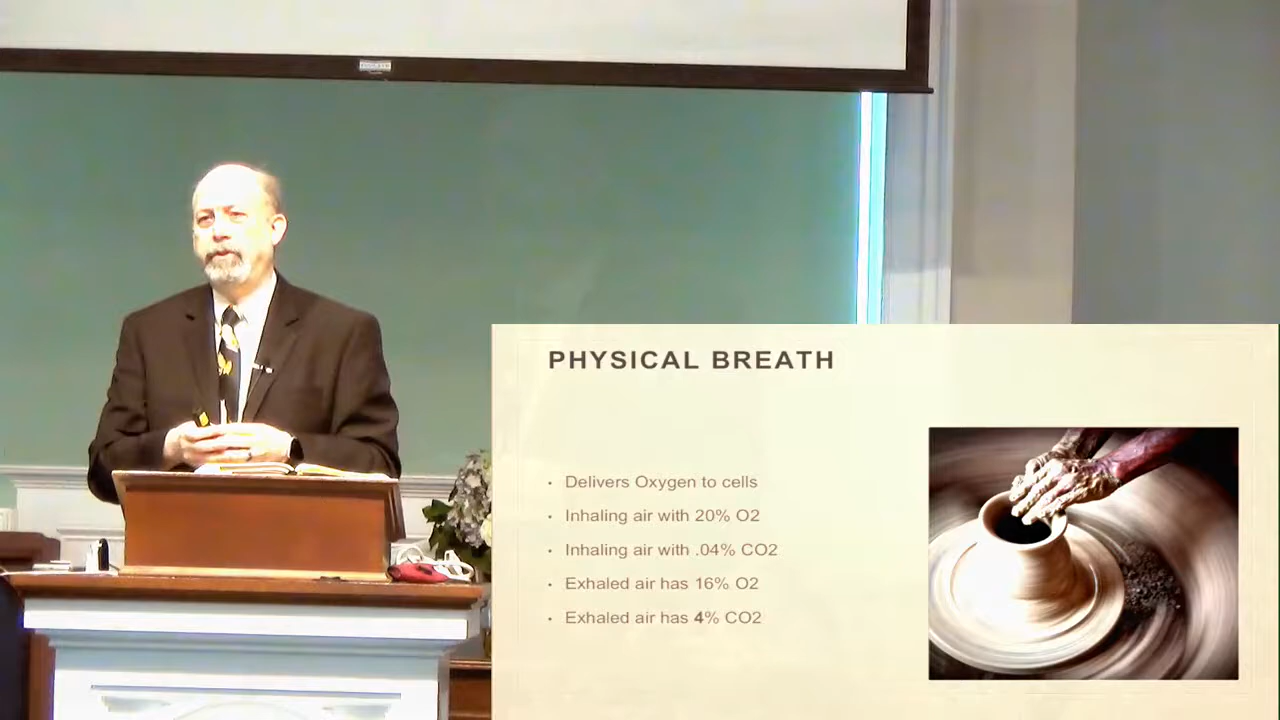 PHYSICAL BREATH
• Delivers Oxygen to cells
• Inhaling air with 20% O2
• Inhaling air with .04% CO2
• Exhaled air has 16% O2
• Exhaled air has 4% CO2